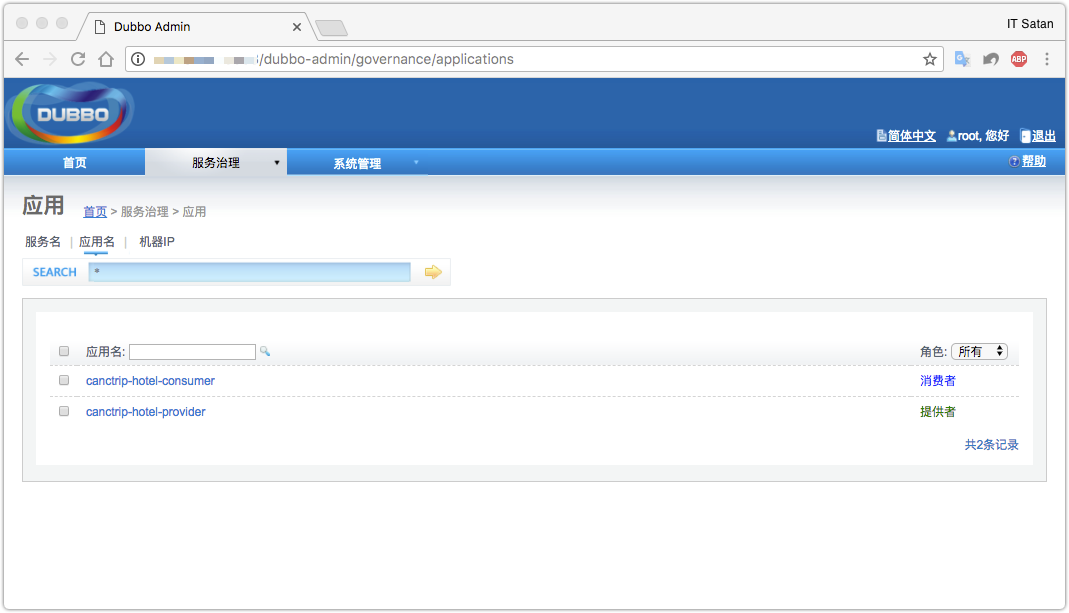 Dubbo Admin
IT Satan
/dubbo-admin/governance/applications
ABP
DUBBO
简体中文 root, 您好 退出
首页 服务治理 系统管理 帮助
应用 首页 > 服务治理 > 应用
服务名 | 应用名 | 机器IP
SEARCH *
应用名: 角色: 所有
canctrip-hotel-consumer 消费者
canctrip-hotel-provider 提供者
共2条记录